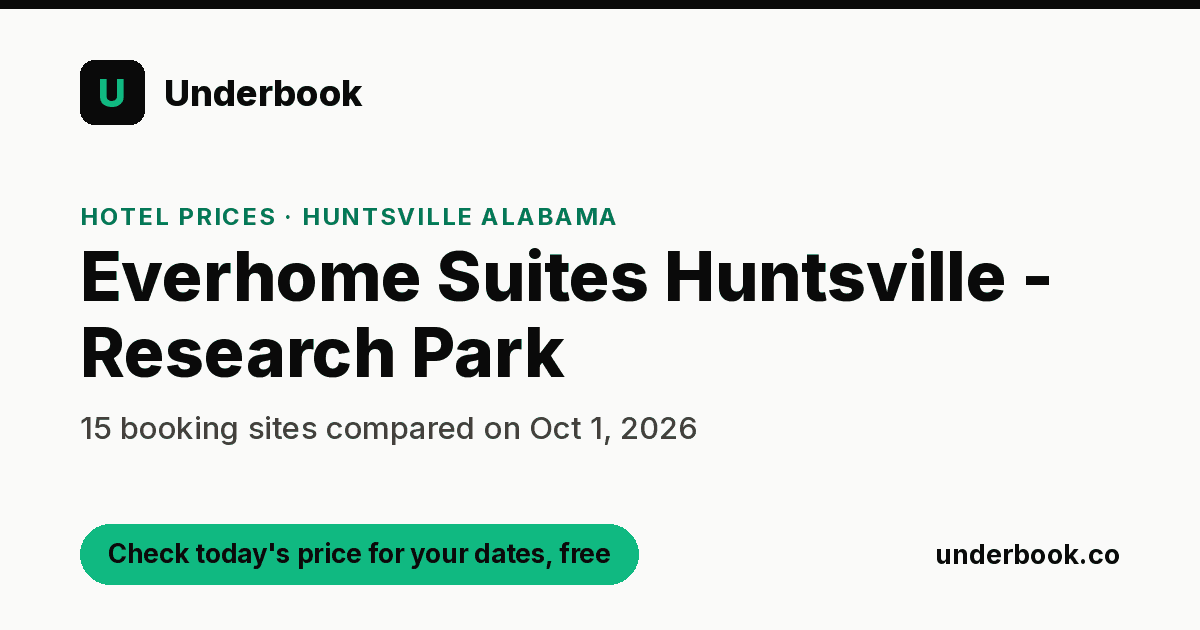 U Underbook
HOTEL PRICES · HUNTSVILLE ALABAMA
Everhome Suites Huntsville -
Research Park
15 booking sites compared on Oct 1, 2026
Check today's price for your dates, free
underbook.co